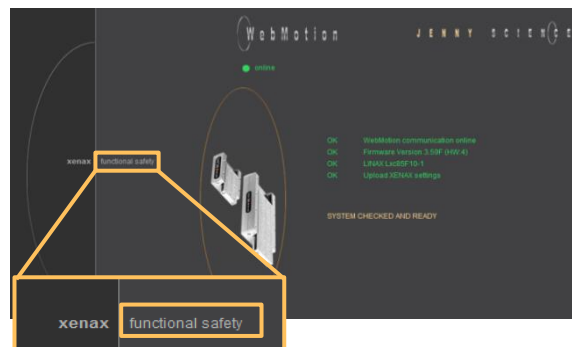 WebMotion
JENNY SCIENCE
online
xenax functional safety
OK WebMotion communication online
OK Firmware Version 3.59F (HW:4)
OK LINAX Lxc85F10-1
OK Upload XENAX settings
SYSTEM CHECKED AND READY
xenax functional safety